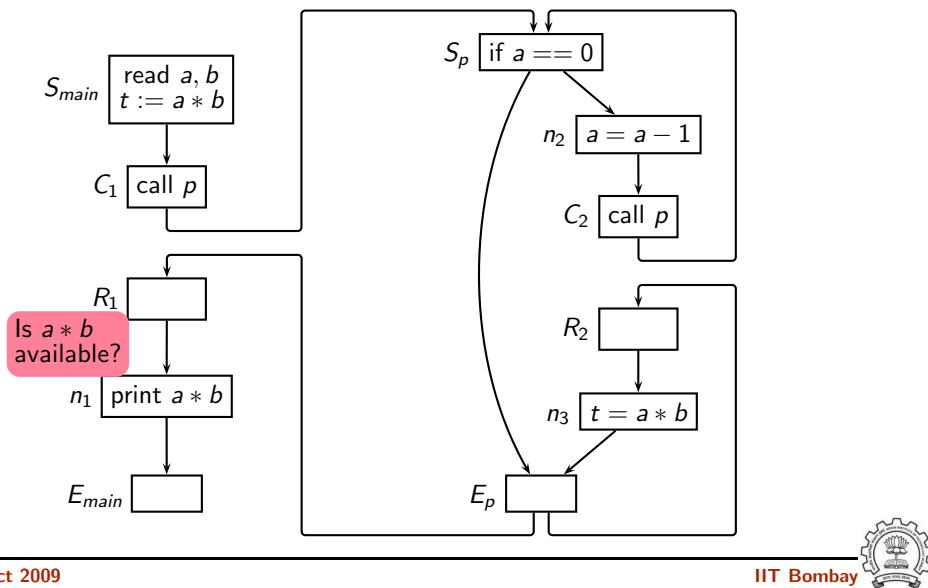 S_main
read a, b
t := a ∗ b
C_1 call p
R_1
Is a ∗ b
available?
n_1 print a ∗ b
E_main
S_p if a == 0
n_2 a = a − 1
C_2 call p
R_2
n_3 t = a ∗ b
E_p
ct 2009
IIT Bombay